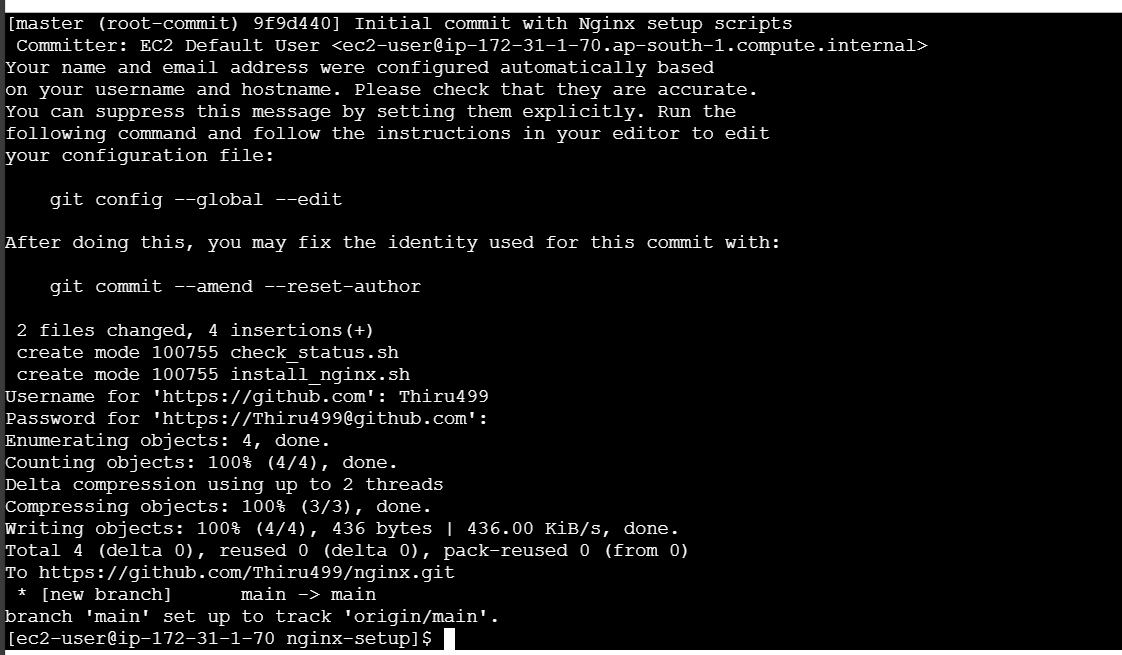 [master (root-commit) 9f9d440] Initial commit with Nginx setup scripts
 Committer: EC2 Default User <ec2-user@ip-172-31-1-70.ap-south-1.compute.internal>
Your name and email address were configured automatically based
on your username and hostname. Please check that they are accurate.
You can suppress this message by setting them explicitly. Run the
following command and follow the instructions in your editor to edit
your configuration file:

    git config --global --edit

After doing this, you may fix the identity used for this commit with:

    git commit --amend --reset-author

 2 files changed, 4 insertions(+)
 create mode 100755 check_status.sh
 create mode 100755 install_nginx.sh
Username for 'https://github.com': Thiru499
Password for 'https://Thiru499@github.com':
Enumerating objects: 4, done.
Counting objects: 100% (4/4), done.
Delta compression using up to 2 threads
Compressing objects: 100% (3/3), done.
Writing objects: 100% (4/4), 436 bytes | 436.00 KiB/s, done.
Total 4 (delta 0), reused 0 (delta 0), pack-reused 0 (from 0)
To https://github.com/Thiru499/nginx.git
 * [new branch]      main -> main
branch 'main' set up to track 'origin/main'.
[ec2-user@ip-172-31-1-70 nginx-setup]$